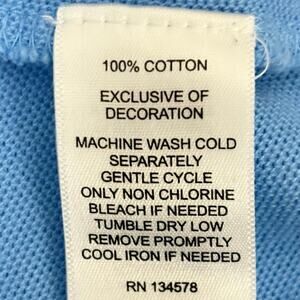 100% COTTON
EXCLUSIVE OF
DECORATION
MACHINE WASH COLD
SEPARATELY
GENTLE CYCLE
ONLY NON CHLORINE
BLEACH IF NEEDED
TUMBLE DRY LOW
REMOVE PROMPTLY
COOL IRON IF NEEDED
RN 134578